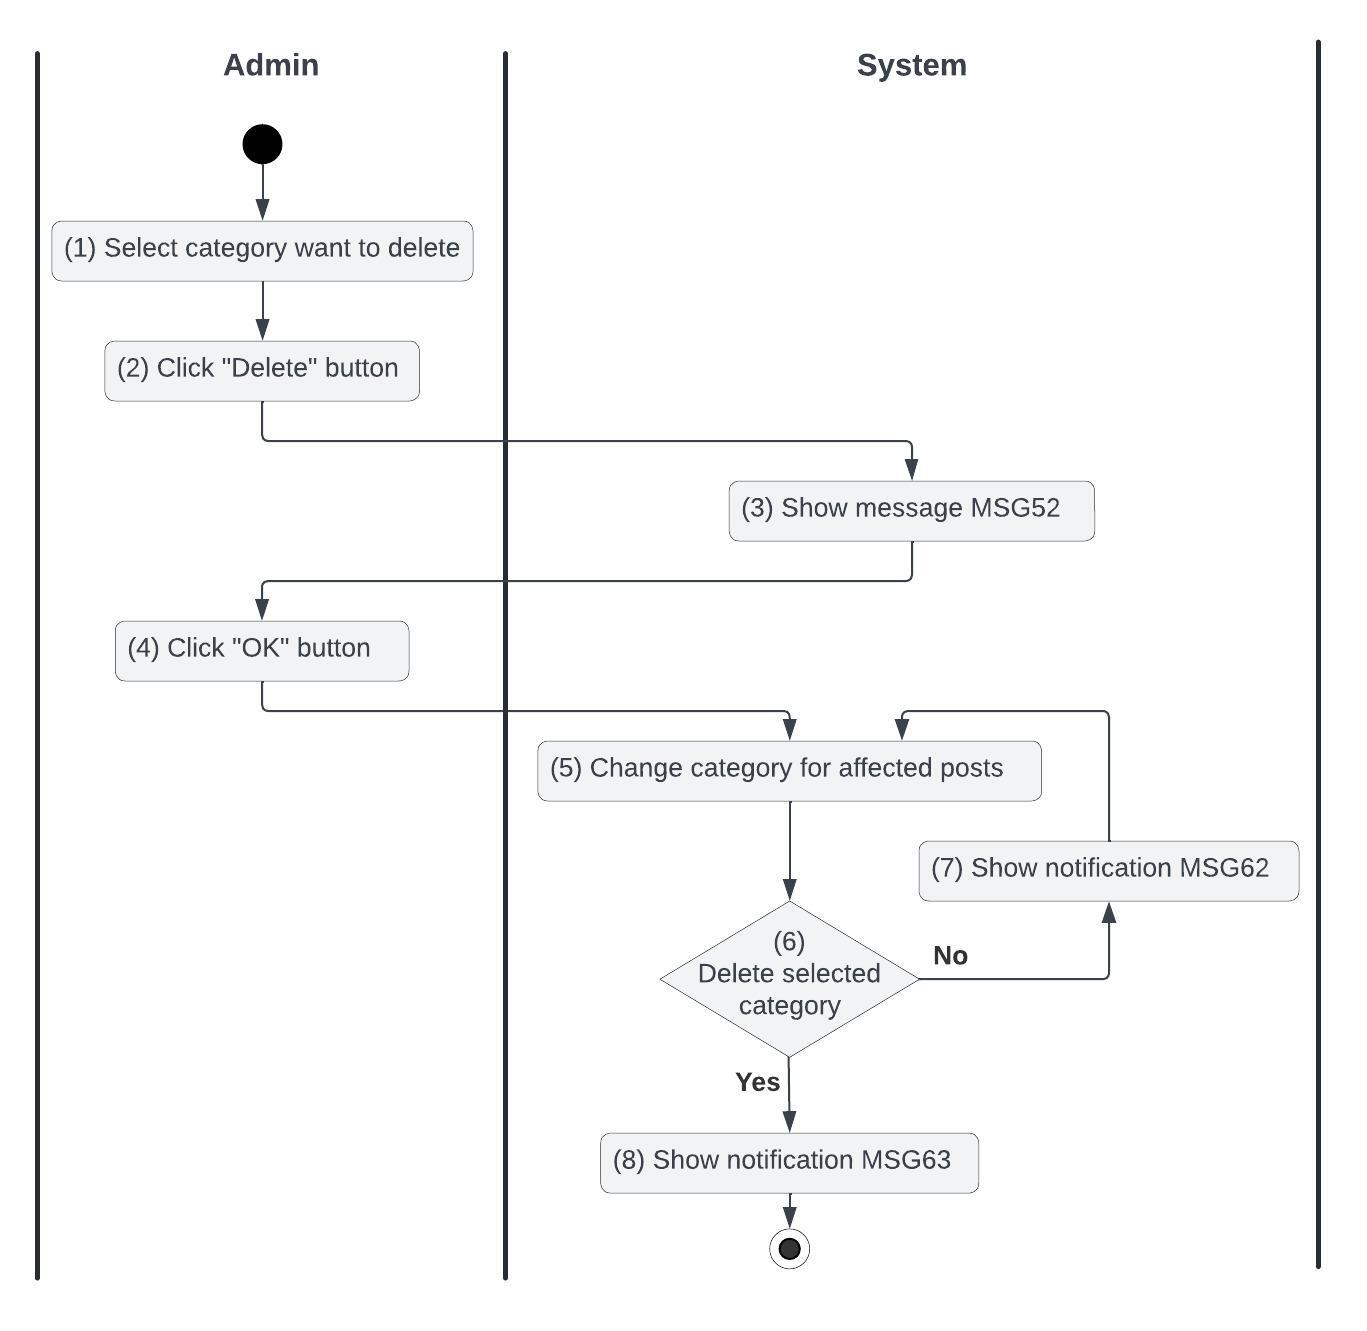 Admin
System
(1) Select category want to delete
(2) Click "Delete" button
(3) Show message MSG52
(4) Click "OK" button
(5) Change category for affected posts
(7) Show notification MSG62
(6)
Delete selected
category
No
Yes
(8) Show notification MSG63